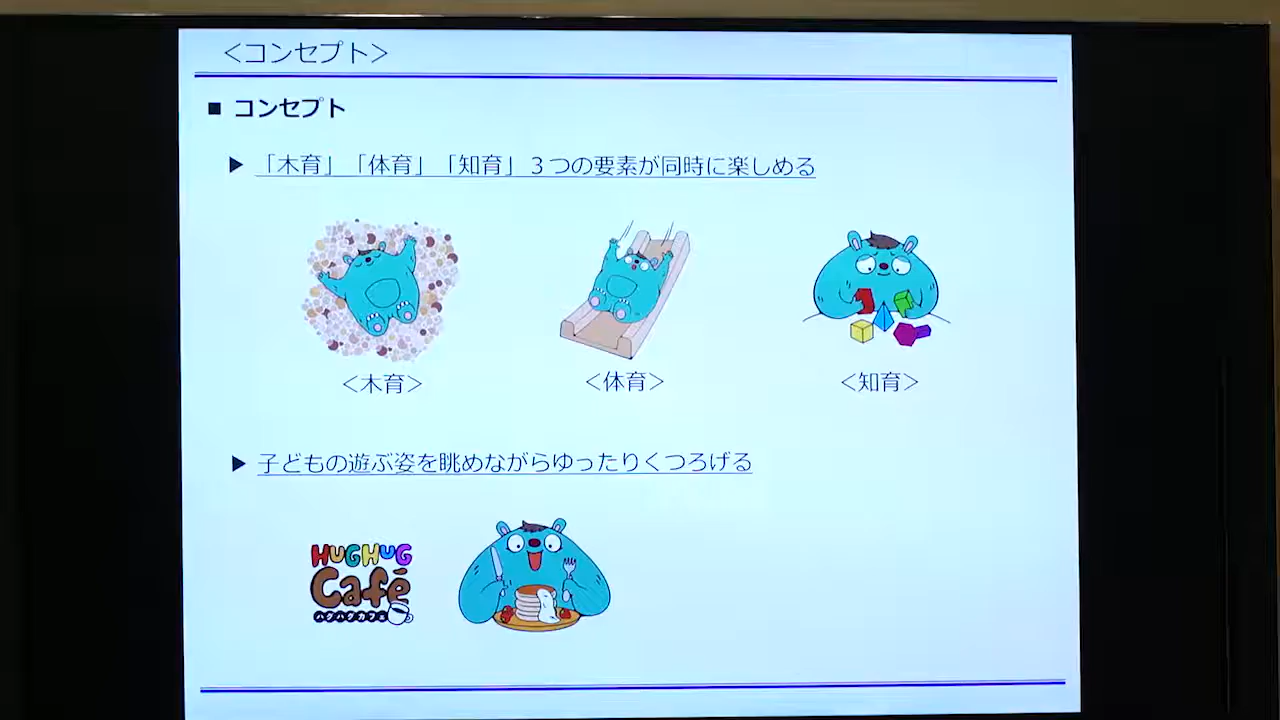 ＜コンセプト＞
■ コンセプト
▶ 「木育」「体育」「知育」３つの要素が同時に楽しめる
＜木育＞ ＜体育＞ ＜知育＞
▶ 子どもの遊ぶ姿を眺めながらゆったりくつろげる
HUGHUG
Café
ハグハグカフェ